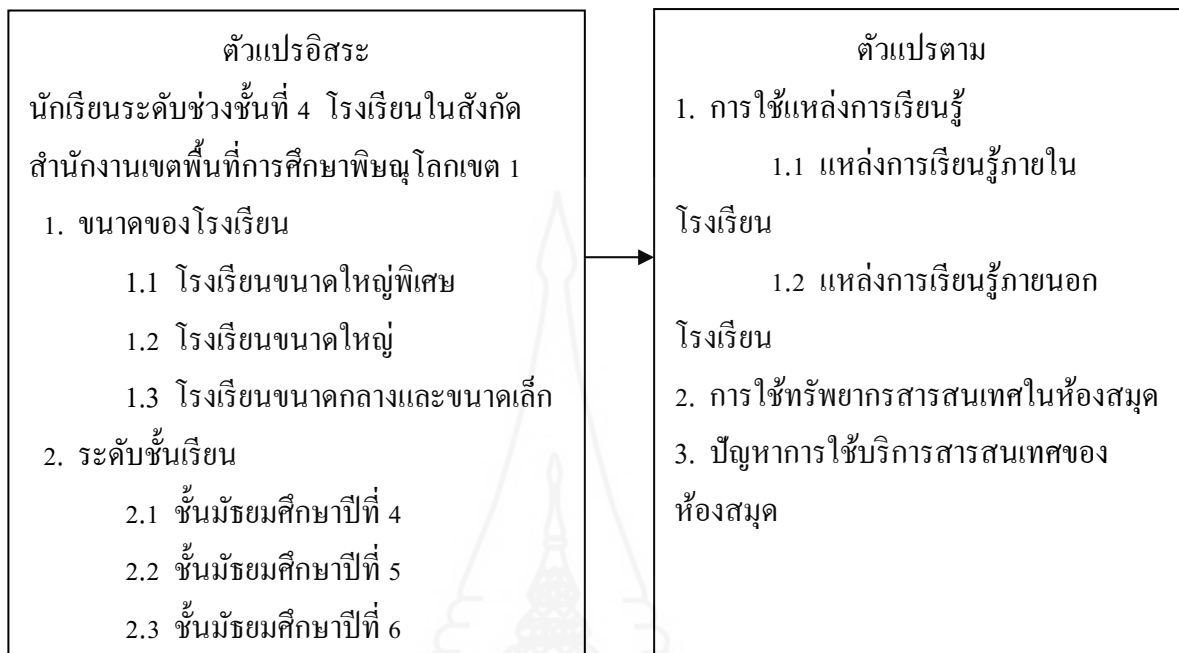 ตัวแปรอิสระ
นักเรียนระดับช่วงชั้นที่ 4 โรงเรียนในสังกัด
สำนักงานเขตพื้นที่การศึกษาพิษณุโลกเขต 1
1. ขนาดของโรงเรียน
1.1 โรงเรียนขนาดใหญ่พิเศษ
1.2 โรงเรียนขนาดใหญ่
1.3 โรงเรียนขนาดกลางและขนาดเล็ก
2. ระดับชั้นเรียน
2.1 ชั้นมัธยมศึกษาปีที่ 4
2.2 ชั้นมัธยมศึกษาปีที่ 5
2.3 ชั้นมัธยมศึกษาปีที่ 6
ตัวแปรตาม
1. การใช้แหล่งการเรียนรู้
1.1 แหล่งการเรียนรู้ภายใน
โรงเรียน
1.2 แหล่งการเรียนรู้ภายนอก
โรงเรียน
2. การใช้ทรัพยากรสารสนเทศในห้องสมุด
3. ปัญหาการใช้บริการสารสนเทศของ
ห้องสมุด